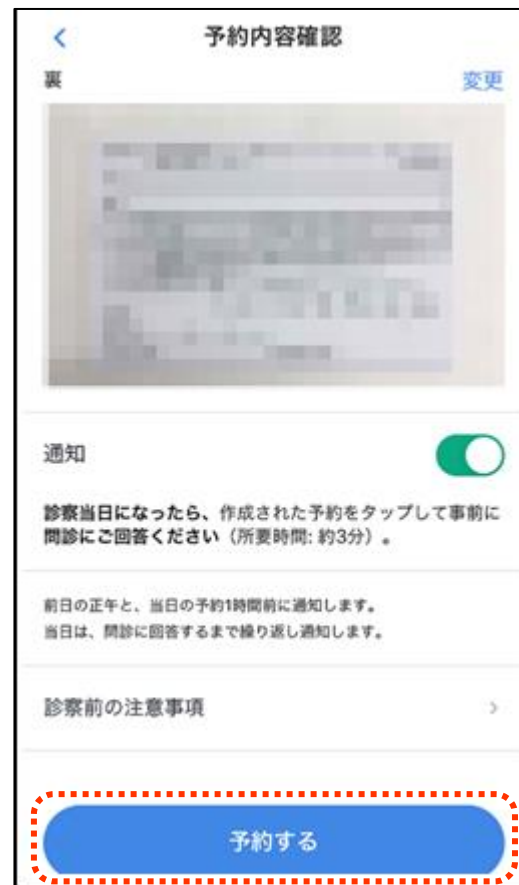 予約内容確認
裏 変更
通知
診察当日になったら、作成された予約をタップして事前に
問診にご回答ください（所要時間: 約3分）。
前日の正午と、当日の予約1時間前に通知します。
当日は、問診に回答するまで繰り返し通知します。
診察前の注意事項
予約する